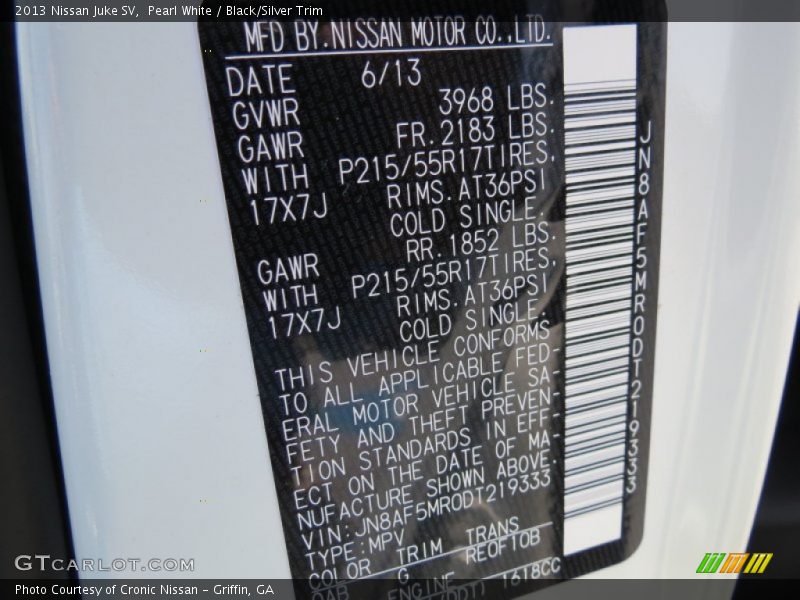 2013 Nissan Juke SV,  Pearl White / Black/Silver Trim
MFD BY.NISSAN MOTOR CO.,LTD.
DATE 6/13
GVWR 3968 LBS.
GAWR FR.2183 LBS.
WITH P215/55R17TIRES,
17X7J RIMS.AT36PSI
COLD SINGLE.
GAWR RR.1852 LBS.
WITH P215/55R17TIRES,
17X7J RIMS.AT36PSI
COLD SINGLE.
THIS VEHICLE CONFORMS
TO ALL APPLICABLE FED-
ERAL MOTOR VEHICLE SA-
FETY AND THEFT PREVEN-
TION STANDARDS IN EFF-
ECT ON THE DATE OF MA-
NUFACTURE SHOWN ABOVE.
VIN:JN8AF5MR0DT219333
TYPE:MPV
COLOR TRIM TRANS
QAB G RE0F10B
ENGINE 1618CC
JN8AF5MR0DT219333
GTCARLOT.COM
Photo Courtesy of Cronic Nissan – Griffin, GA